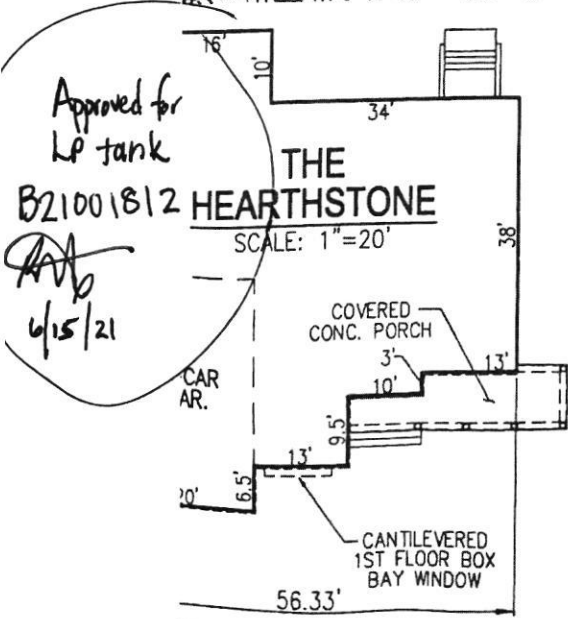 16'
10'
34'
Approved for
LP tank
B21001812
6/15/21
THE
HEARTHSTONE
SCALE: 1"=20'
38'
COVERED
CONC. PORCH
3'
13'
10'
CAR
AR.
9.5'
13'
6.5'
20'
CANTILEVERED
1ST FLOOR BOX
BAY WINDOW
56.33'